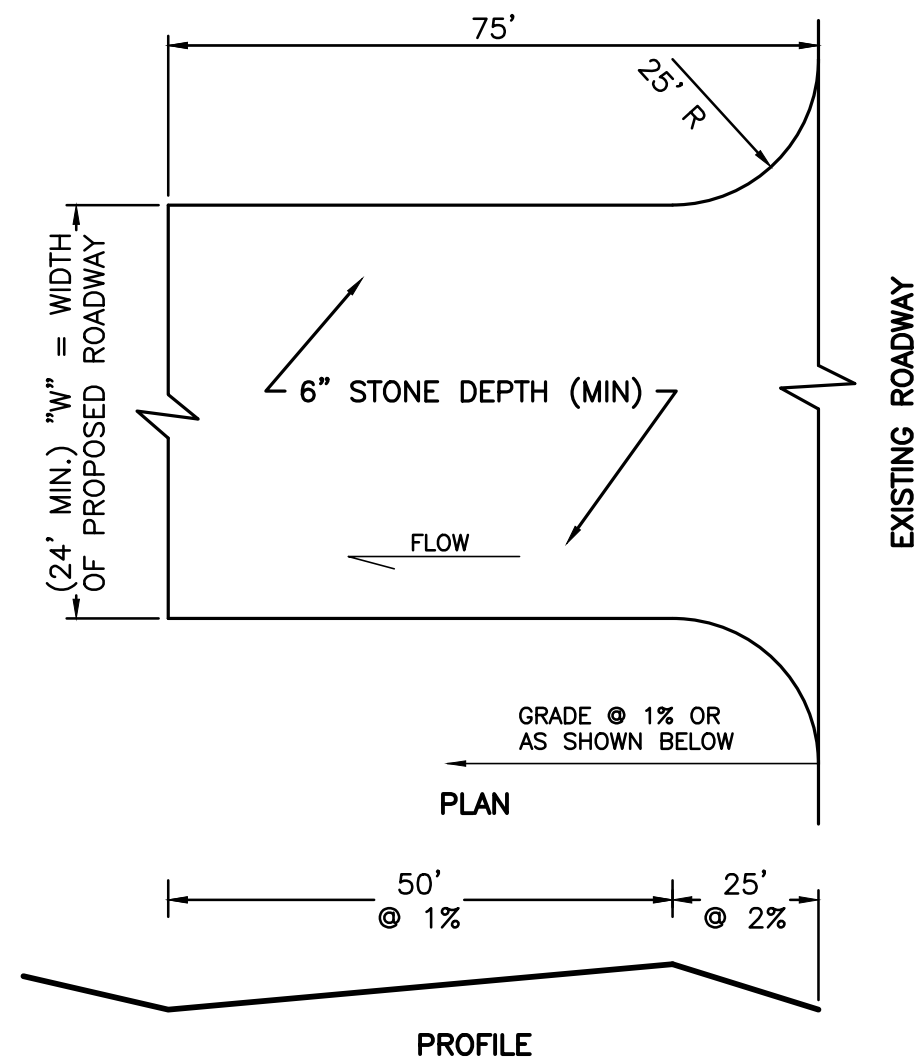 75'
25' R
(24' MIN.) "W" = WIDTH
OF PROPOSED ROADWAY
6" STONE DEPTH (MIN)
EXISTING ROADWAY
FLOW
GRADE @ 1% OR
AS SHOWN BELOW
PLAN
50'
@ 1%
25'
@ 2%
PROFILE